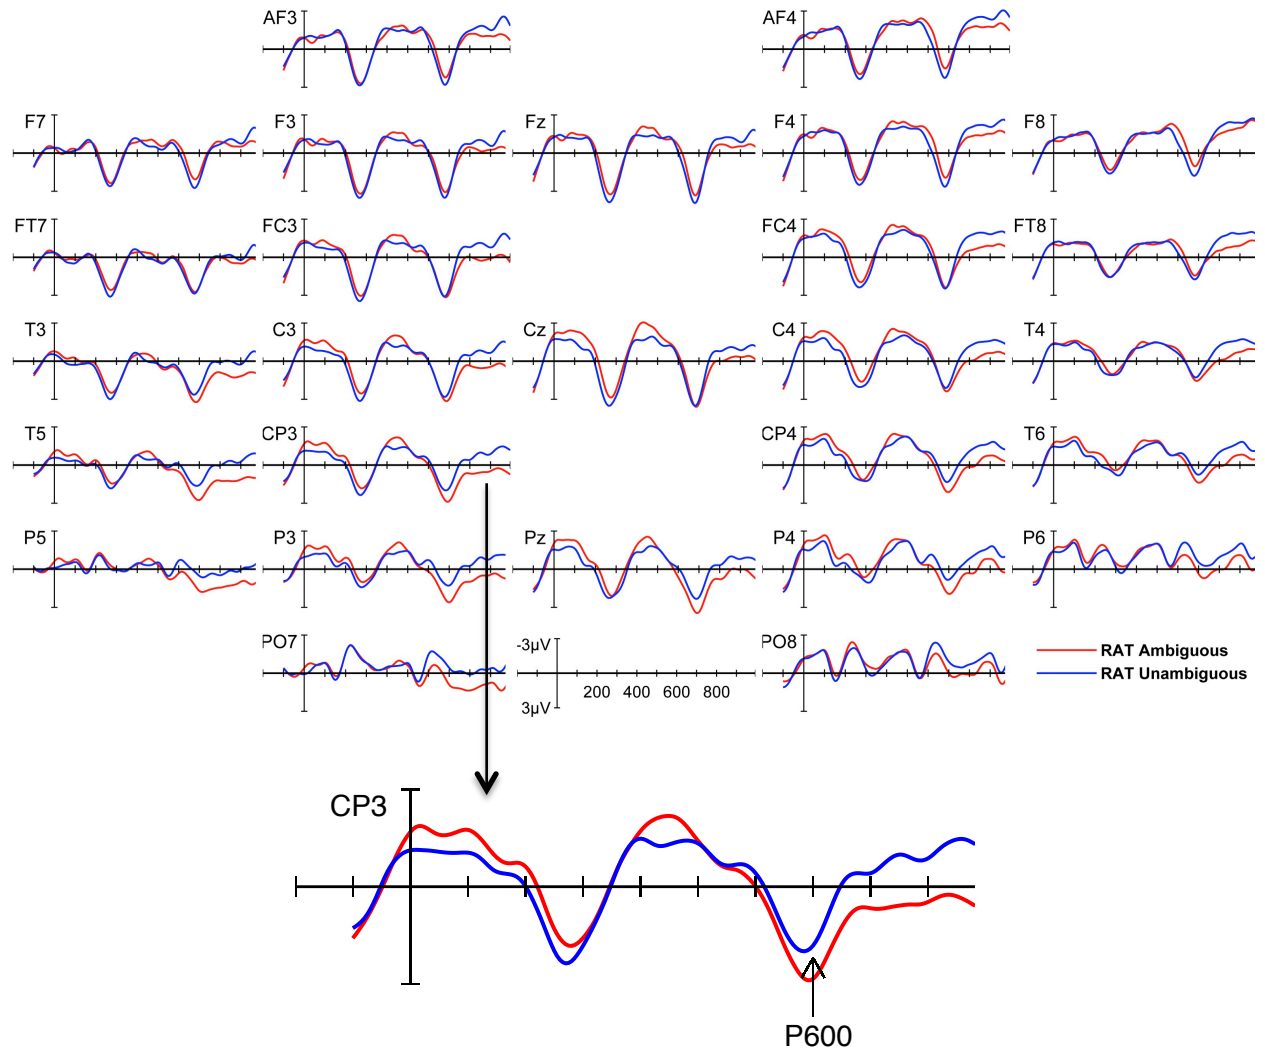 AF3 AF4
F7 F3 Fz F4 F8
FT7 FC3 FC4 FT8
T3 C3 Cz C4 T4
T5 CP3 CP4 T6
P5 P3 Pz P4 P6
PO7 -3μV PO8 RAT Ambiguous
RAT Unambiguous
200 400 600 800
3μV
CP3
P600